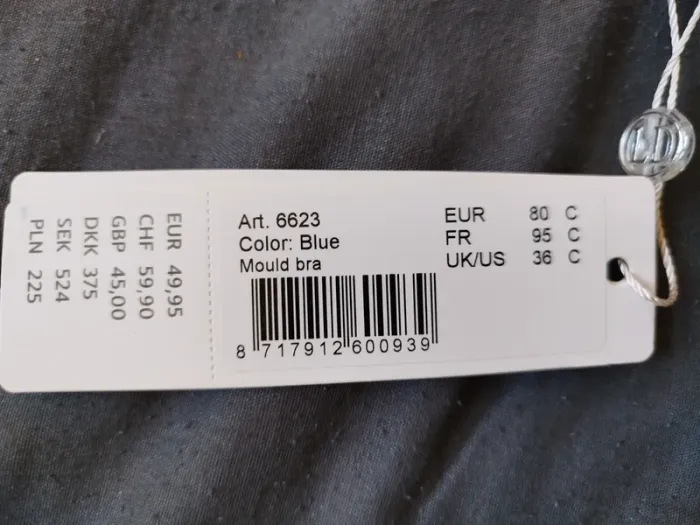 LD
EUR 49,95
CHF 59,90
GBP 45,00
DKK 375
SEK 524
PLN 225
Art. 6623
Color: Blue
Mould bra
EUR 80 C
FR 95 C
UK/US 36 C
8 717912 600939